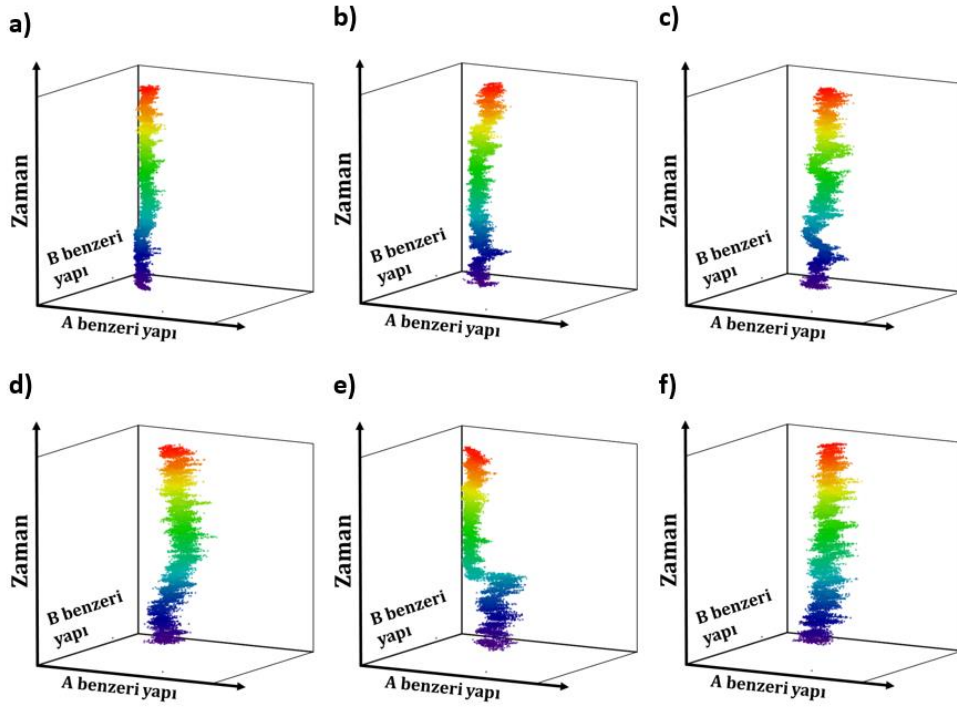 a)
Zaman
B benzeri
yapı
A benzeri yapı
b)
Zaman
B benzeri
yapı
A benzeri yapı
c)
Zaman
B benzeri
yapı
A benzeri yapı
d)
Zaman
B benzeri
yapı
A benzeri yapı
e)
Zaman
B benzeri
yapı
A benzeri yapı
f)
Zaman
B benzeri
yapı
A benzeri yapı